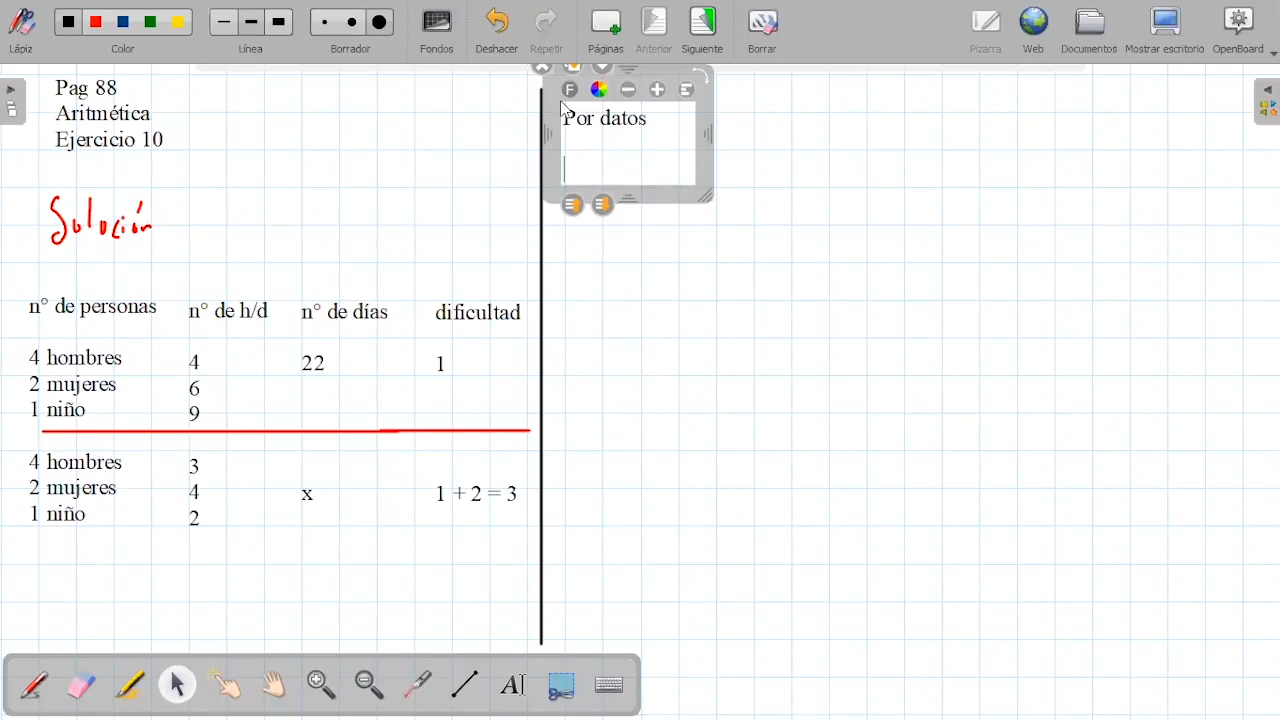 Lápiz
Color
Línea
Borrador
Fondos
Deshacer
Repetir
Páginas
Anterior
Siguiente
Borrar
Pizarra
Web
Documentos
Mostrar escritorio
OpenBoard
Pag 88
Aritmética
Ejercicio 10
Solución
n° de personas n° de h/d n° de días dificultad
4 hombres 4 22 1
2 mujeres 6
1 niño 9
4 hombres 3
2 mujeres 4 x 1 + 2 = 3
1 niño 2
F
Por datos
AI